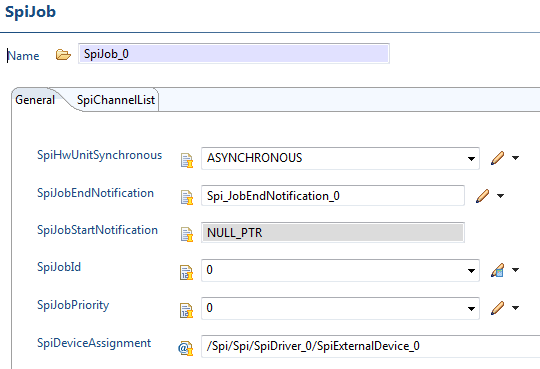 SpiJob
Name SpiJob_0
General SpiChannelList
SpiHwUnitSynchronous ASYNCHRONOUS
SpiJobEndNotification Spi_JobEndNotification_0
SpiJobStartNotification NULL_PTR
SpiJobId 0
SpiJobPriority 0
SpiDeviceAssignment /Spi/Spi/SpiDriver_0/SpiExternalDevice_0